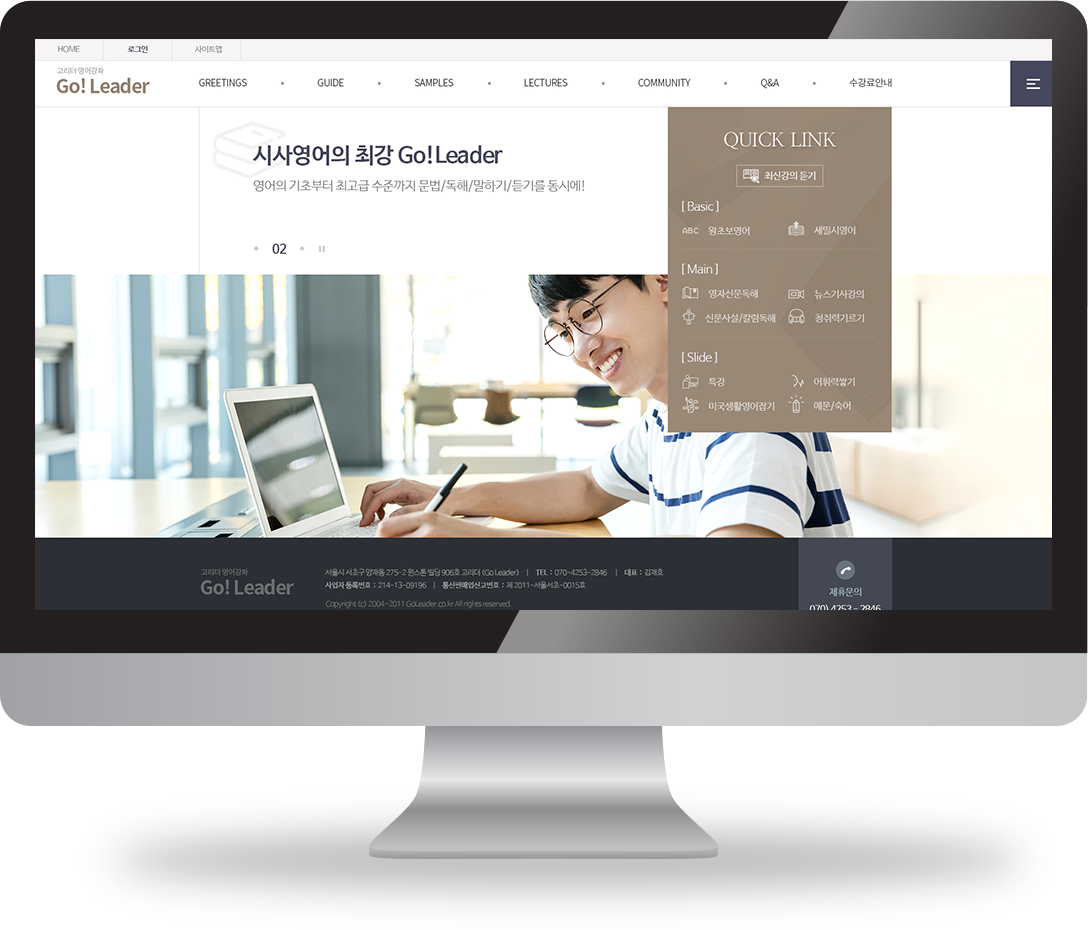 HOME 로그인 사이트맵
고리더 영어강좌
Go! Leader
GREETINGS GUIDE SAMPLES LECTURES COMMUNITY Q&A 수강료안내
시사영어의 최강 Go! Leader
영어의 기초부터 최고급 수준까지 문법/독해/말하기/듣기를 동시에!
02
QUICK LINK
최신강의 듣기
[ Basic ]
ABC 왕초보영어 세밀시영어
[ Main ]
영자신문독해 뉴스기사강의
신문사설/칼럼독해 청취력기르기
[ Slide ]
특강 어휘력쌓기
미국생활영어잡기 예문/숙어
고리더 영어강좌
Go! Leader
서울시 서초구 양재동 275-2 윈스톤 빌딩 906호 고리더 (Go Leader) | TEL : 070-4253-2846 | 대표 : 김재호
사업자 등록번호 : 214-13-09196 | 통신판매업신고번호 : 제 2011-서울서초-0015호
Copyright (c) 2004-2011 GoLeader.co.kr All rights reserved.
제휴문의
070) 4253 - 2846